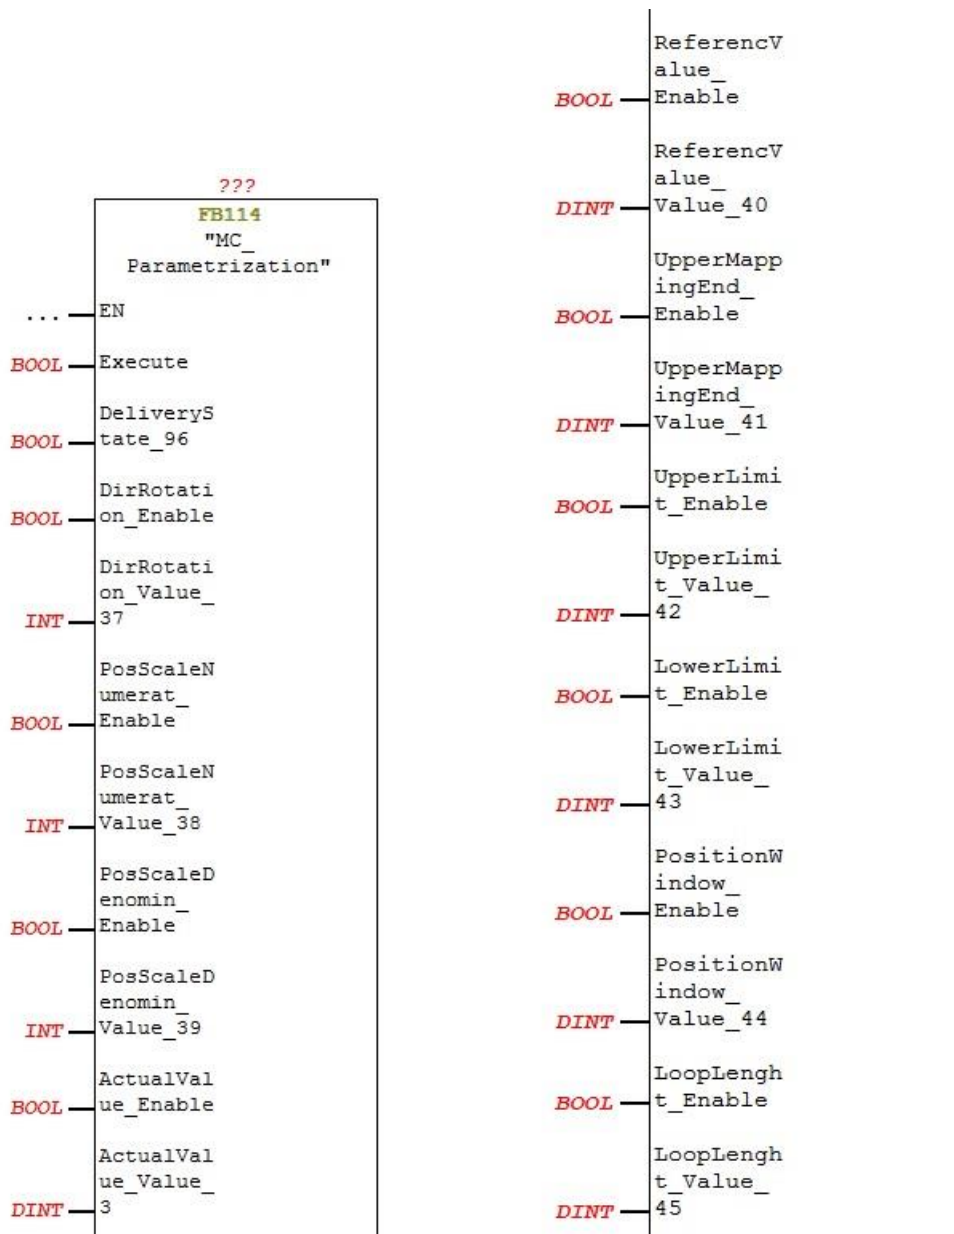 ???
FB114
"MC_
Parametrization"
... EN
BOOL Execute
DeliveryS
BOOL tate_96
DirRotati
BOOL on_Enable
DirRotati
on_Value_
INT 37
PosScaleN
umerat_
BOOL Enable
PosScaleN
umerat_
INT Value_38
PosScaleD
enomin_
BOOL Enable
PosScaleD
enomin_
INT Value_39
ActualVal
BOOL ue_Enable
ActualVal
ue_Value_
DINT 3
ReferencV
alue_
BOOL Enable
ReferencV
alue_
DINT Value_40
UpperMapp
ingEnd_
BOOL Enable
UpperMapp
ingEnd_
DINT Value_41
UpperLimi
BOOL t_Enable
UpperLimi
t_Value_
DINT 42
LowerLimi
BOOL t_Enable
LowerLimi
t_Value_
DINT 43
PositionW
indow_
BOOL Enable
PositionW
indow_
DINT Value_44
LoopLengh
BOOL t_Enable
LoopLengh
t_Value_
DINT 45